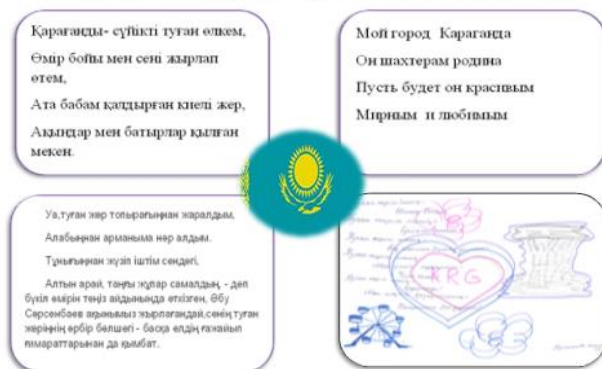 Қарағанды- сүйікті туған өлкем,
Өмір бойы мен сені жырлап
өтем,
Ата бабам қалдырған киелі жер,
Ақындар мен батырлар қылған
мекен.
Мой город Караганда
Он шахтерам родина
Пусть будет он красивым
Мирным и любимым
Уа,туған жер топырағыңнан жаралдым,
Алабыңнан арманыма нәр алдым.
Тұнығыңнан жүзіп іштім сендегі,
Алтын арай, таңғы жұпар самалдың, - деп
бүкіл өмірін теңіз айдынында өткізген, Әбу
Сәрсенбаев ақынымыз жырлағандай,сенің туған
жеріңнің әрбір бөлшегі - басқа елдің ғажайып
ғимараттарынан да қымбат.
KRG